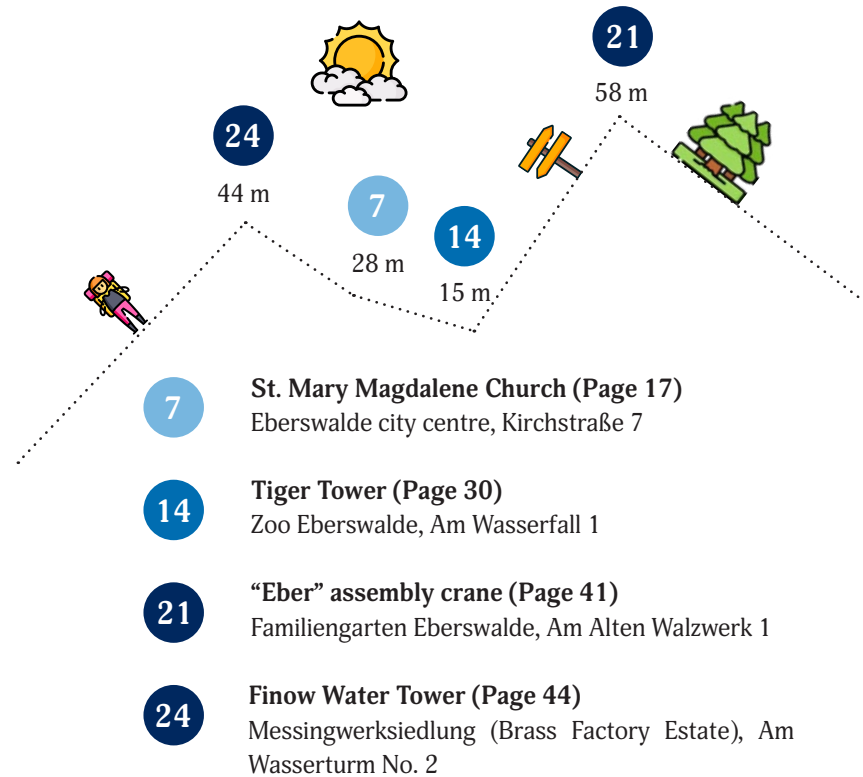 21
58 m
24
44 m
7
28 m
14
15 m
7
St. Mary Magdalene Church (Page 17)
Eberswalde city centre, Kirchstraße 7
14
Tiger Tower (Page 30)
Zoo Eberswalde, Am Wasserfall 1
21
“Eber” assembly crane (Page 41)
Familiengarten Eberswalde, Am Alten Walzwerk 1
24
Finow Water Tower (Page 44)
Messingwerksiedlung (Brass Factory Estate), Am
Wasserturm No. 2